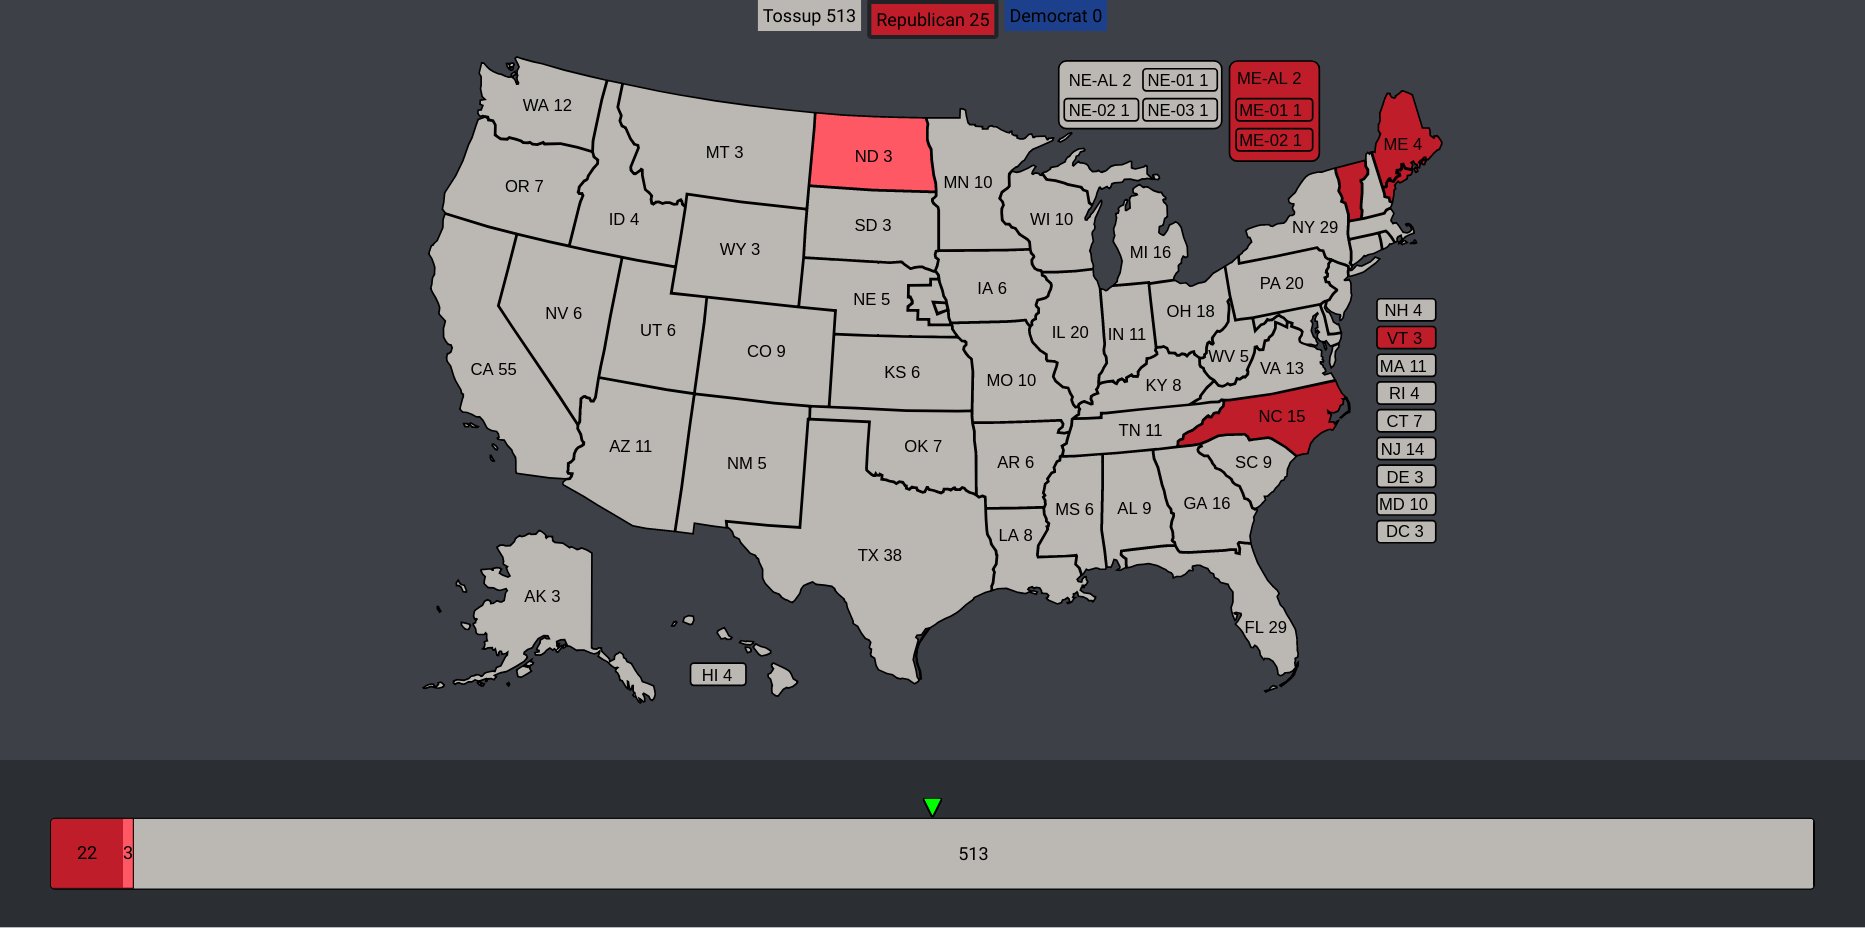 Tossup 513
Republican 25
Democrat 0
NE-AL 2
NE-01 1
NE-02 1
NE-03 1
ME-AL 2
ME-01 1
ME-02 1
WA 12
MT 3
ND 3
ME 4
OR 7
MN 10
ID 4
SD 3
WI 10
NY 29
WY 3
MI 16
PA 20
IA 6
NE 5
NV 6
OH 18
UT 6
IL 20
IN 11
CO 9
WV 5
CA 55
KS 6
MO 10
VA 13
KY 8
NC 15
TN 11
AZ 11
NM 5
OK 7
AR 6
SC 9
MS 6
AL 9
GA 16
LA 8
TX 38
AK 3
FL 29
HI 4
NH 4
VT 3
MA 11
RI 4
CT 7
NJ 14
DE 3
MD 10
DC 3
22
3
513